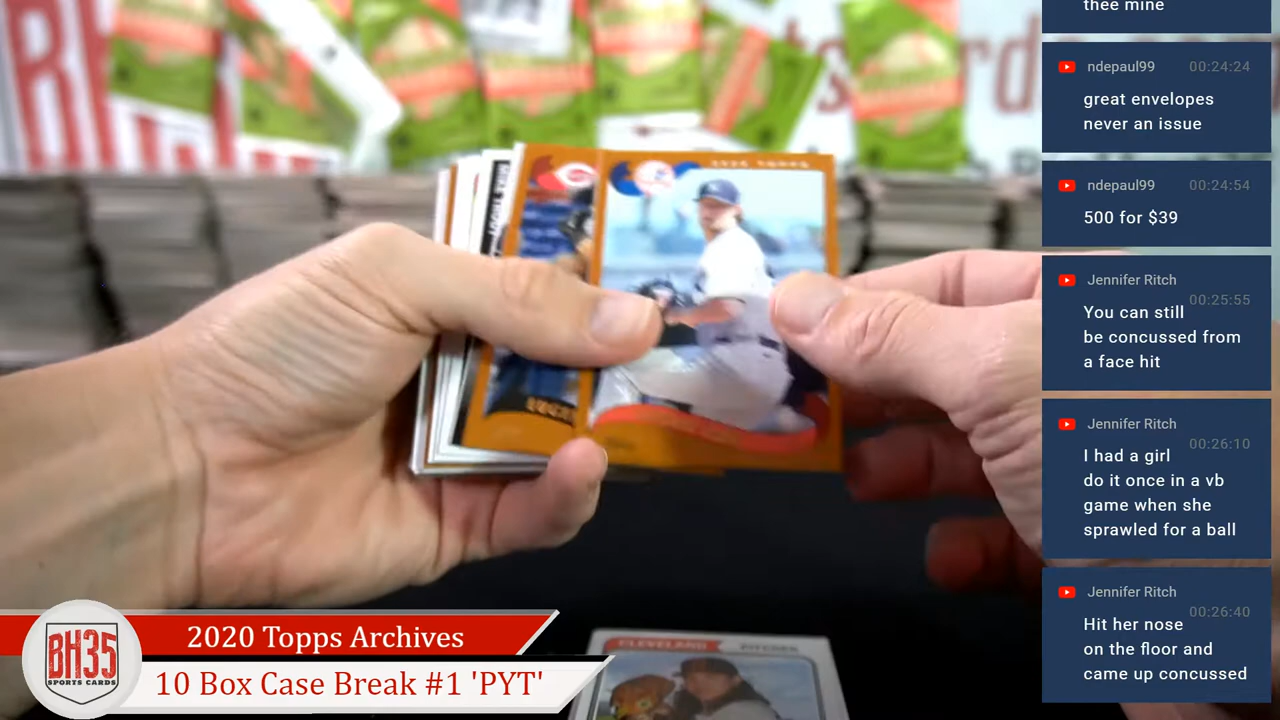 thee mine
ndepaul99 00:24:24
great envelopes
never an issue
ndepaul99 00:24:54
500 for $39
Jennifer Ritch
00:25:55
You can still
be concussed from
a face hit
Jennifer Ritch
00:26:10
I had a girl
do it once in a vb
game when she
sprawled for a ball
Jennifer Ritch
00:26:40
Hit her nose
on the floor and
came up concussed
CLEVELAND PITCHER
BH35
SPORTS CARDS
2020 Topps Archives
10 Box Case Break #1 'PYT'